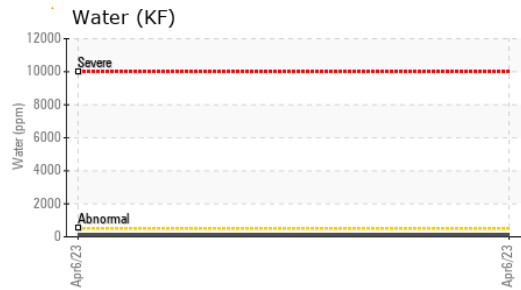 Water (KF)
12000
Severe
10000
8000
Water (ppm)
6000
4000
2000
Abnormal
0
Apr6/23
Apr6/23